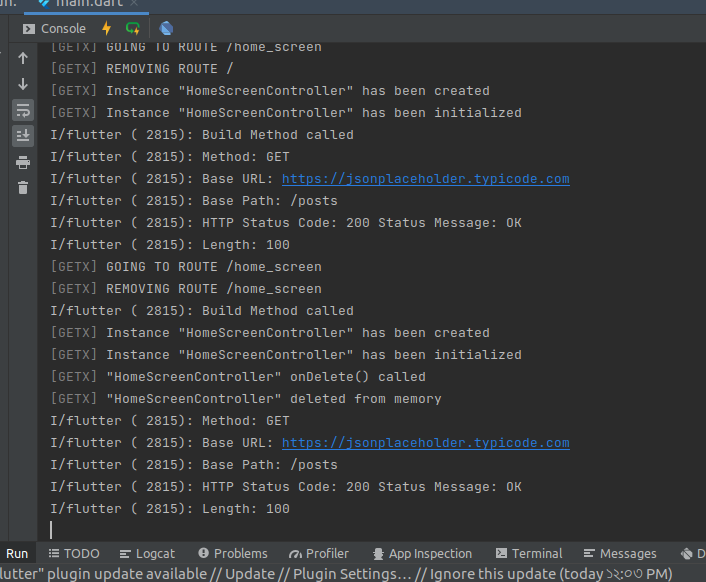 main.dart
Console
[GETX] GOING TO ROUTE /home_screen
[GETX] REMOVING ROUTE /
[GETX] Instance "HomeScreenController" has been created
[GETX] Instance "HomeScreenController" has been initialized
I/flutter ( 2815): Build Method called
I/flutter ( 2815): Method: GET
I/flutter ( 2815): Base URL: https://jsonplaceholder.typicode.com
I/flutter ( 2815): Base Path: /posts
I/flutter ( 2815): HTTP Status Code: 200 Status Message: OK
I/flutter ( 2815): Length: 100
[GETX] GOING TO ROUTE /home_screen
[GETX] REMOVING ROUTE /home_screen
I/flutter ( 2815): Build Method called
[GETX] Instance "HomeScreenController" has been created
[GETX] Instance "HomeScreenController" has been initialized
[GETX] "HomeScreenController" onDelete() called
[GETX] "HomeScreenController" deleted from memory
I/flutter ( 2815): Method: GET
I/flutter ( 2815): Base URL: https://jsonplaceholder.typicode.com
I/flutter ( 2815): Base Path: /posts
I/flutter ( 2815): HTTP Status Code: 200 Status Message: OK
I/flutter ( 2815): Length: 100
Run TODO Logcat Problems Profiler App Inspection Terminal Messages D
lutter" plugin update available // Update // Plugin Settings... // Ignore this update (today ১২:০৩ PM)